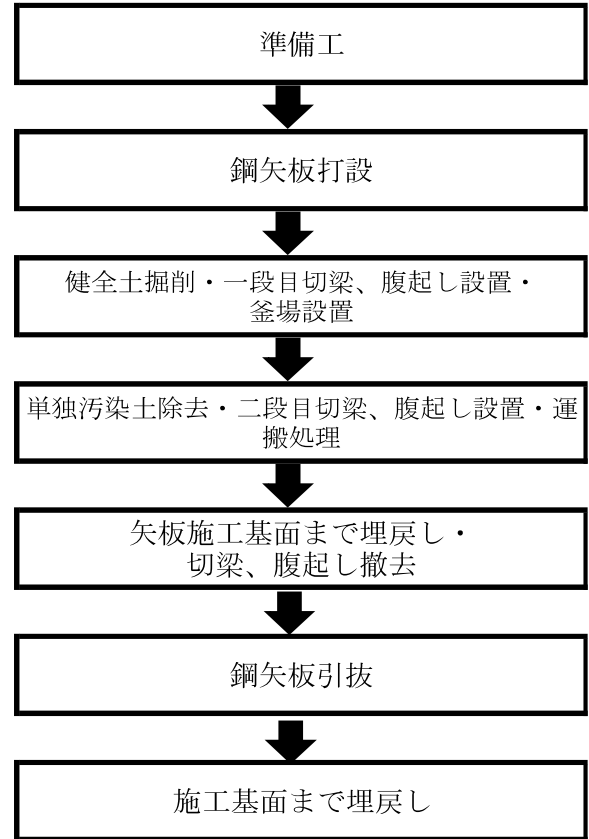 準備工
鋼矢板打設
健全土掘削・一段目切梁、腹起し設置・
釜場設置
単独汚染土除去・二段目切梁、腹起し設置・運
搬処理
矢板施工基面まで埋戻し・
切梁、腹起し撤去
鋼矢板引抜
施工基面まで埋戻し